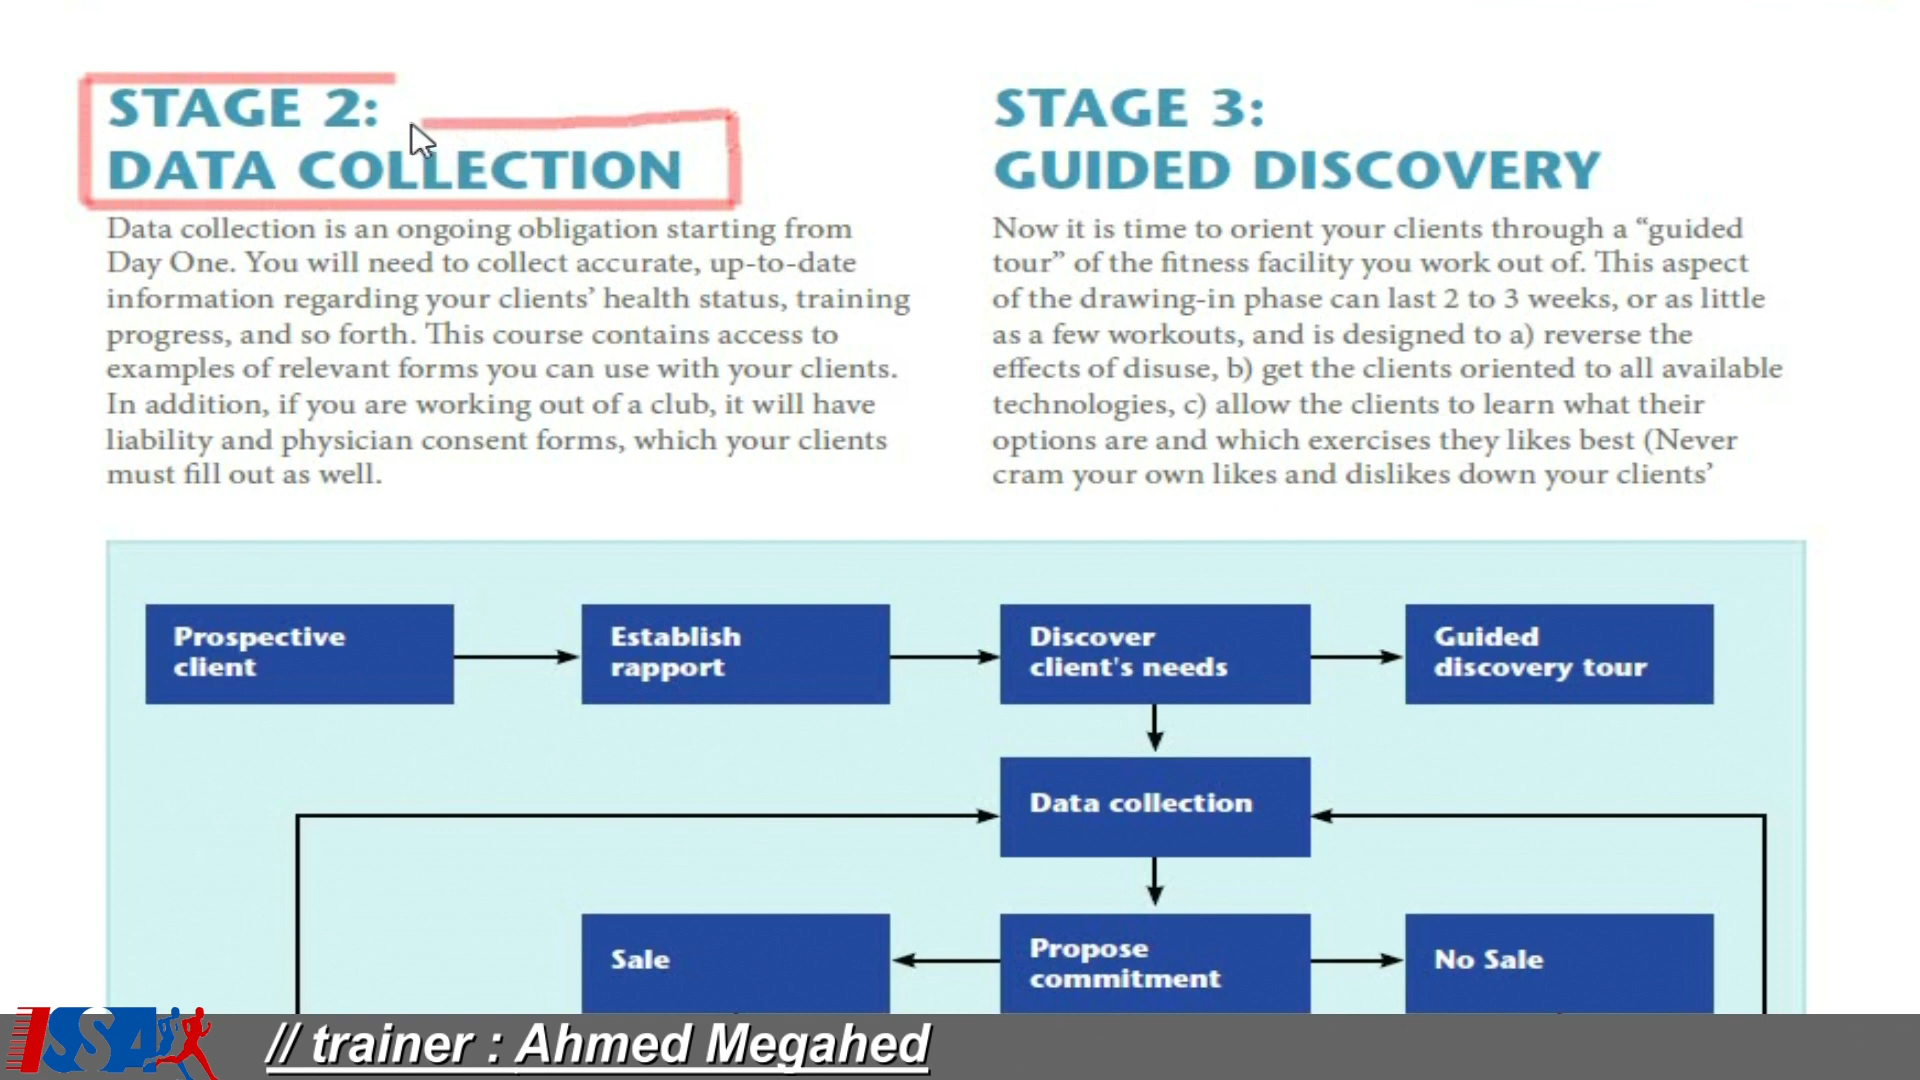 STAGE 2:
DATA COLLECTION
Data collection is an ongoing obligation starting from
Day One. You will need to collect accurate, up-to-date
information regarding your clients’ health status, training
progress, and so forth. This course contains access to
examples of relevant forms you can use with your clients.
In addition, if you are working out of a club, it will have
liability and physician consent forms, which your clients
must fill out as well.
STAGE 3:
GUIDED DISCOVERY
Now it is time to orient your clients through a “guided
tour” of the fitness facility you work out of. This aspect
of the drawing-in phase can last 2 to 3 weeks, or as little
as a few workouts, and is designed to a) reverse the
effects of disuse, b) get the clients oriented to all available
technologies, c) allow the clients to learn what their
options are and which exercises they likes best (Never
cram your own likes and dislikes down your clients’
Prospective
client
Establish
rapport
Discover
client's needs
Guided
discovery tour
Data collection
Sale
Propose
commitment
No Sale
ISSA
// trainer : Ahmed Megahed